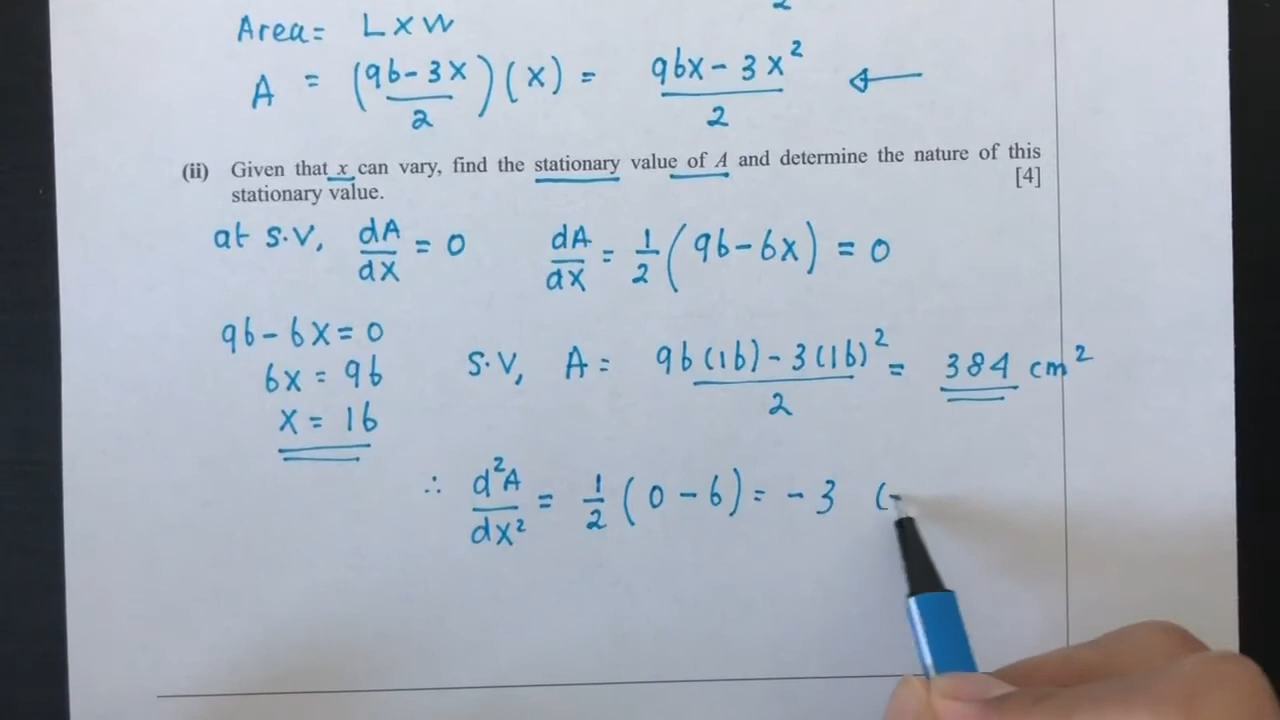 Area = L x W
A = (96-3x/2)(x) = 96x-3x²/2 ←
(ii) Given that x can vary, find the stationary value of A and determine the nature of this
stationary value. [4]
at S.V, dA/dx = 0 dA/dx = 1/2(96-6x) = 0
96-6x=0
6x = 96
x = 16
S.V, A = 96(16)-3(16)²/2 = 384 cm²
∴ d²A/dx² = 1/2(0-6) = -3 (-